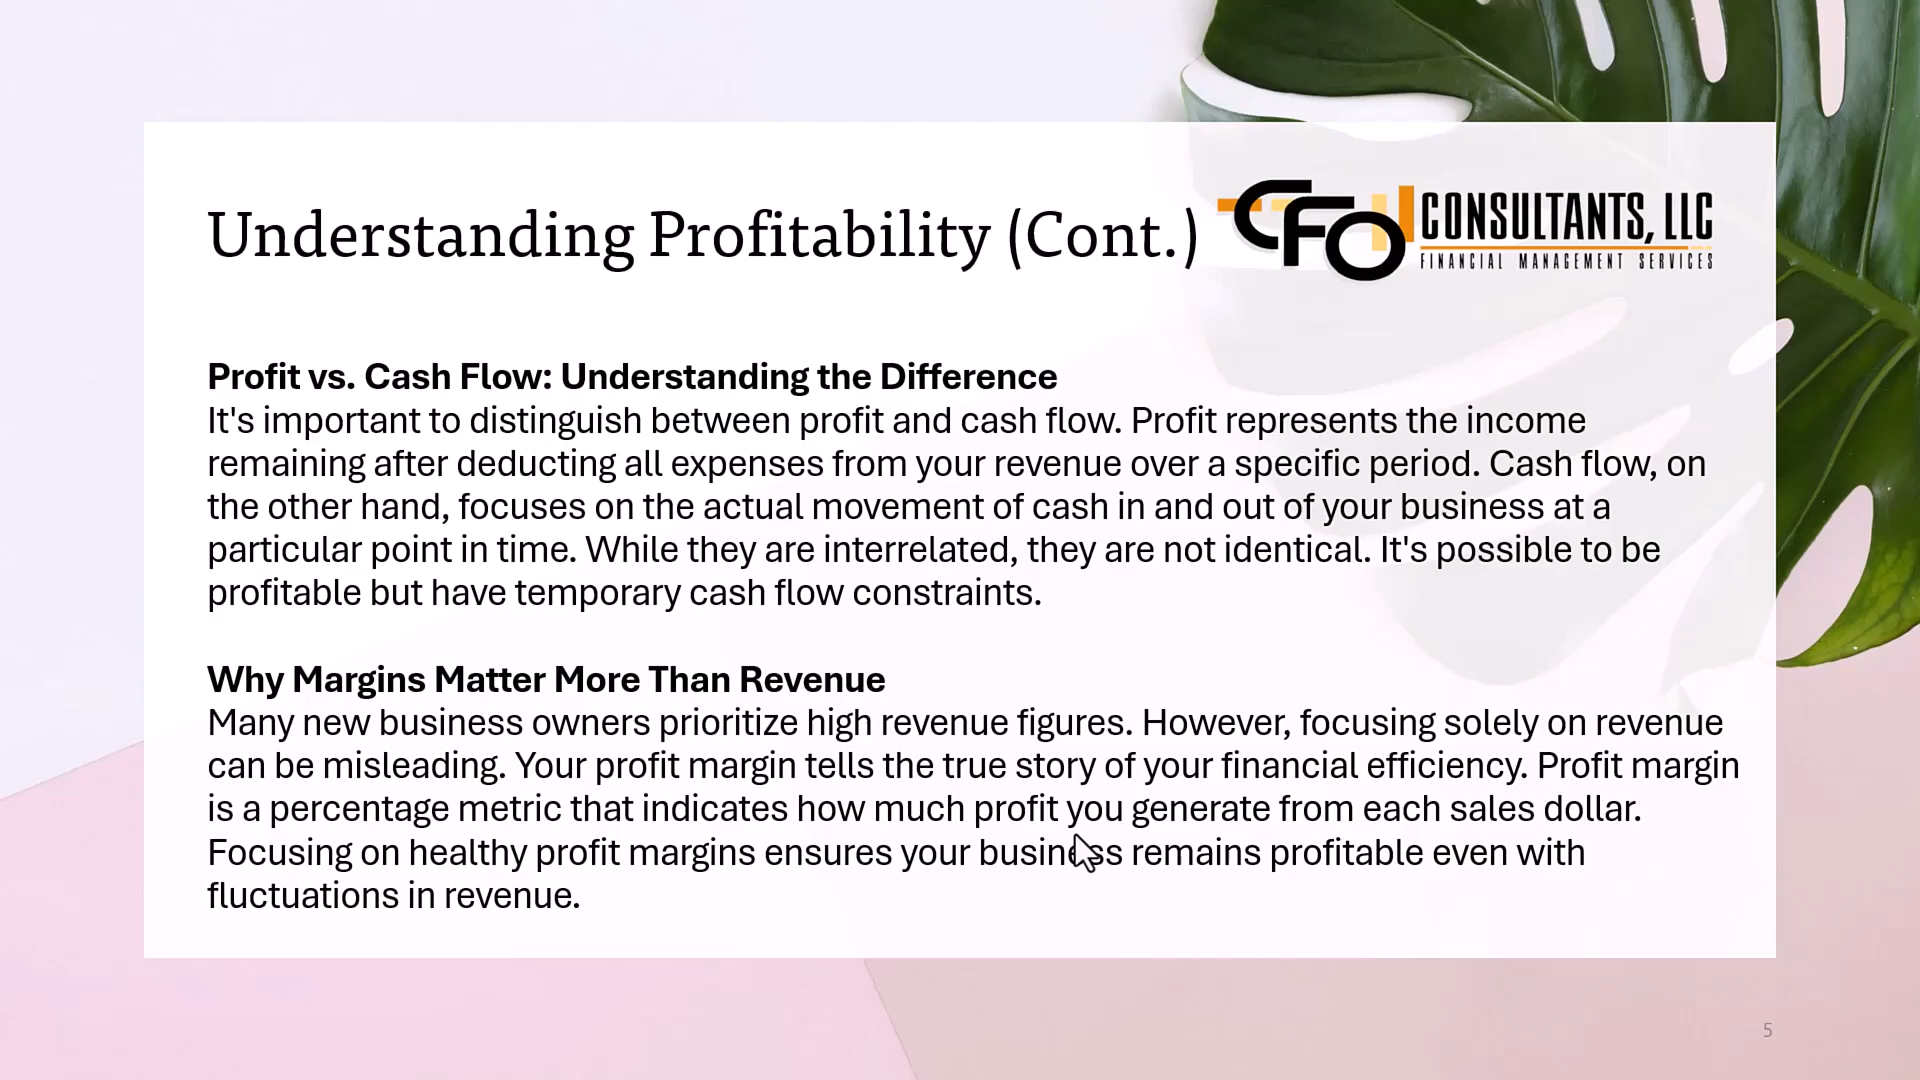 Understanding Profitability (Cont.)
CFO CONSULTANTS, LLC
FINANCIAL MANAGEMENT SERVICES
Profit vs. Cash Flow: Understanding the Difference
It's important to distinguish between profit and cash flow. Profit represents the income
remaining after deducting all expenses from your revenue over a specific period. Cash flow, on
the other hand, focuses on the actual movement of cash in and out of your business at a
particular point in time. While they are interrelated, they are not identical. It's possible to be
profitable but have temporary cash flow constraints.
Why Margins Matter More Than Revenue
Many new business owners prioritize high revenue figures. However, focusing solely on revenue
can be misleading. Your profit margin tells the true story of your financial efficiency. Profit margin
is a percentage metric that indicates how much profit you generate from each sales dollar.
Focusing on healthy profit margins ensures your business remains profitable even with
fluctuations in revenue.
5